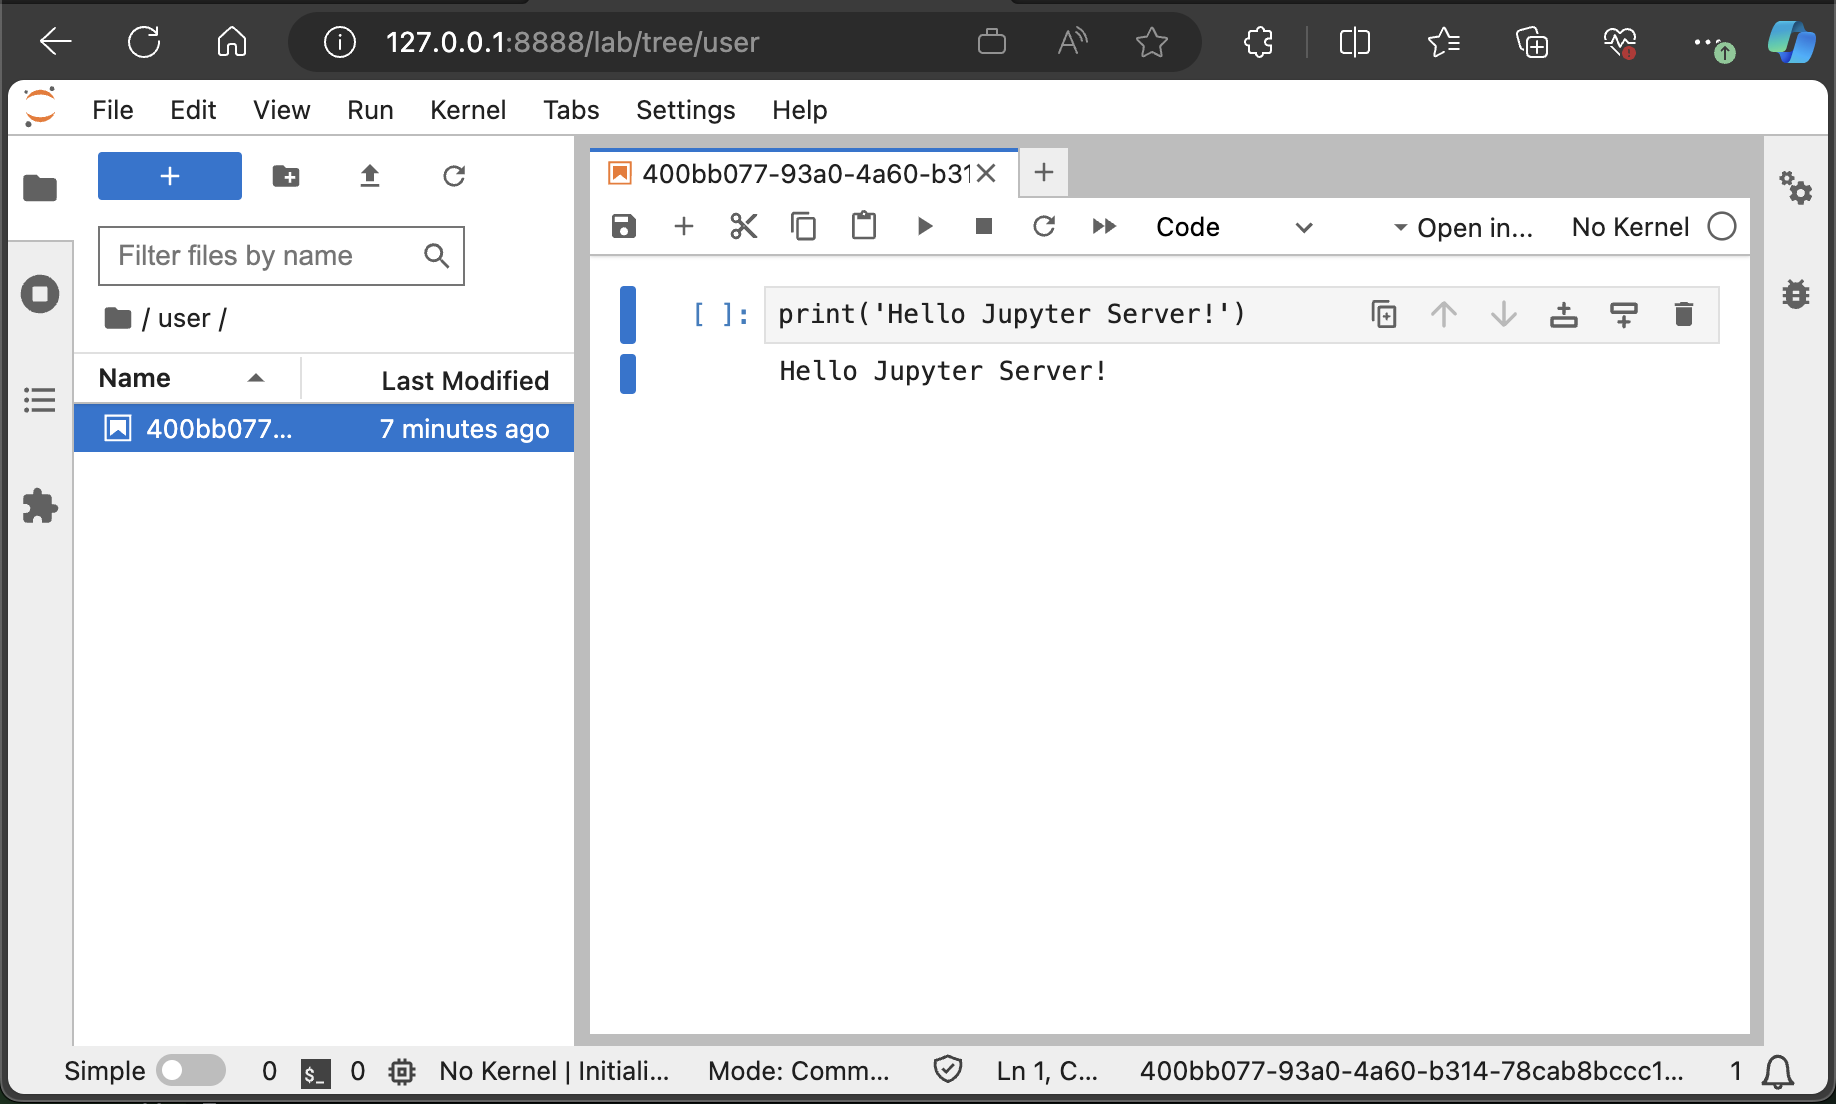 127.0.0.1:8888/lab/tree/user
File Edit View Run Kernel Tabs Settings Help
+
Filter files by name
/ user /
Name Last Modified
400bb077... 7 minutes ago
400bb077-93a0-4a60-b31
Code Open in... No Kernel
[ ]: print('Hello Jupyter Server!')
Hello Jupyter Server!
Simple 0 $_ 0 No Kernel | Initiali... Mode: Comm... Ln 1, C... 400bb077-93a0-4a60-b314-78cab8bccc1... 1